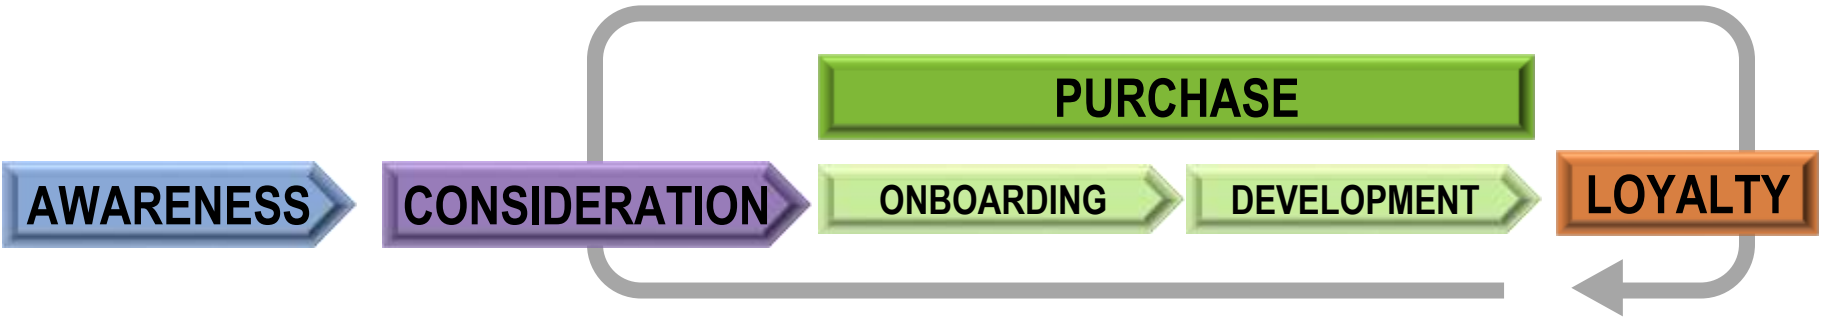 PURCHASE
AWARENESS
CONSIDERATION
ONBOARDING
DEVELOPMENT
LOYALTY